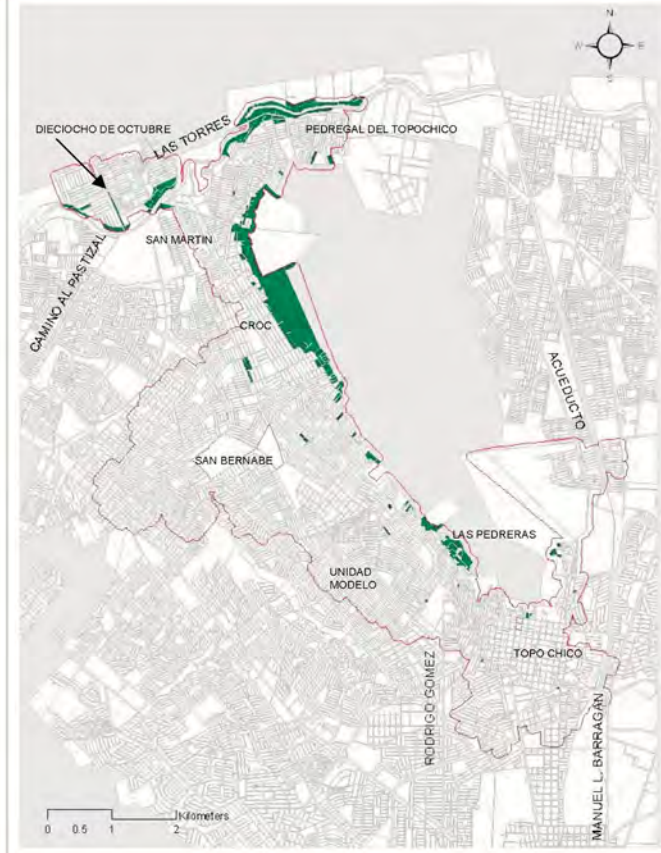 N
W
E
S
DIECIOCHO DE OCTUBRE
LAS TORRES
PEDREGAL DEL TOPOCHICO
SAN MARTIN
CAMINO AL PASTIZAL
CROC
ACUEDUCTO
SAN BERNABE
LAS PEDRERAS
UNIDAD
MODELO
TOPO CHICO
RODRIGO GOMEZ
MANUEL L. BARRAGÁN
Kilometers
0 0.5 1 2